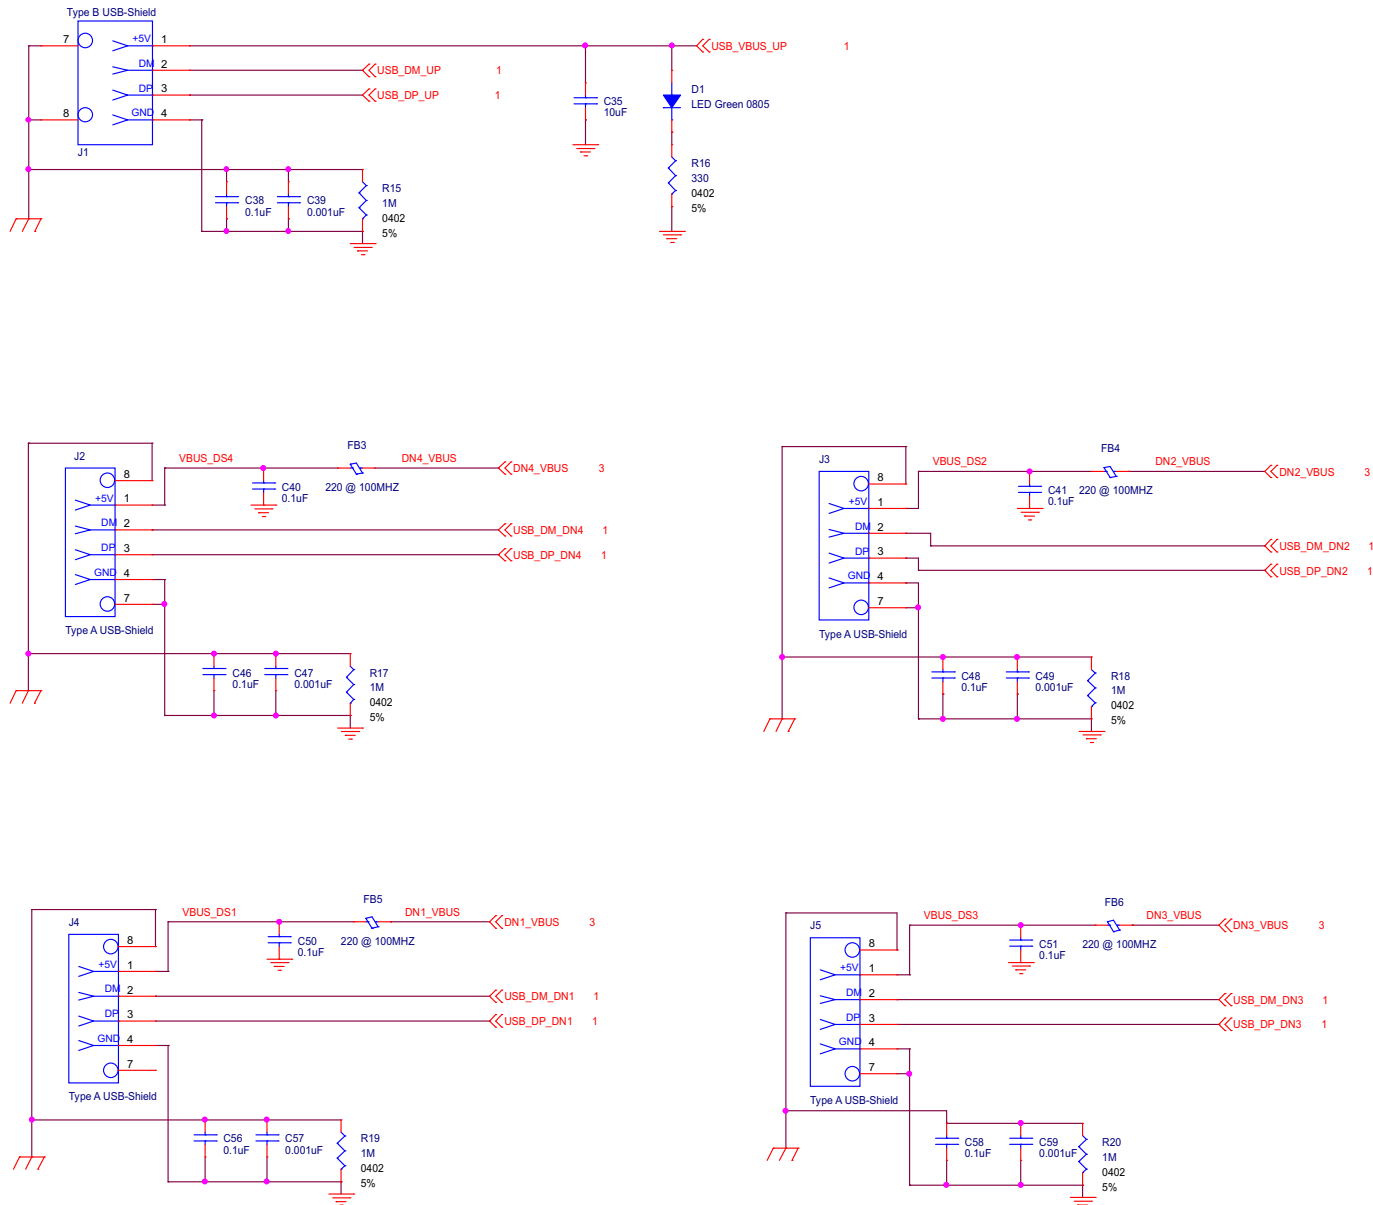 Type B USB-Shield
7
+5V
1
USB_VBUS_UP
1
DM
2
USB_DM_UP
1
DP
3
USB_DP_UP
1
8
GND
4
J1
C35
10uF
D1
LED Green 0805
R16
330
0402
5%
C38
0.1uF
C39
0.001uF
R15
1M
0402
5%
J2
8
+5V
1
DM
2
DP
3
GND
4
7
Type A USB-Shield
VBUS_DS4
FB3
220 @ 100MHZ
DN4_VBUS
DN4_VBUS
3
C40
0.1uF
USB_DM_DN4
1
USB_DP_DN4
1
C46
0.1uF
C47
0.001uF
R17
1M
0402
5%
J3
8
+5V
1
DM
2
DP
3
GND
4
7
Type A USB-Shield
VBUS_DS2
FB4
220 @ 100MHZ
DN2_VBUS
DN2_VBUS
3
C41
0.1uF
USB_DM_DN2
1
USB_DP_DN2
1
C48
0.1uF
C49
0.001uF
R18
1M
0402
5%
J4
8
+5V
1
DM
2
DP
3
GND
4
7
Type A USB-Shield
VBUS_DS1
FB5
220 @ 100MHZ
DN1_VBUS
DN1_VBUS
3
C50
0.1uF
USB_DM_DN1
1
USB_DP_DN1
1
C56
0.1uF
C57
0.001uF
R19
1M
0402
5%
J5
8
+5V
1
DM
2
DP
3
GND
4
7
Type A USB-Shield
VBUS_DS3
FB6
220 @ 100MHZ
DN3_VBUS
DN3_VBUS
3
C51
0.1uF
USB_DM_DN3
1
USB_DP_DN3
1
C58
0.1uF
C59
0.001uF
R20
1M
0402
5%